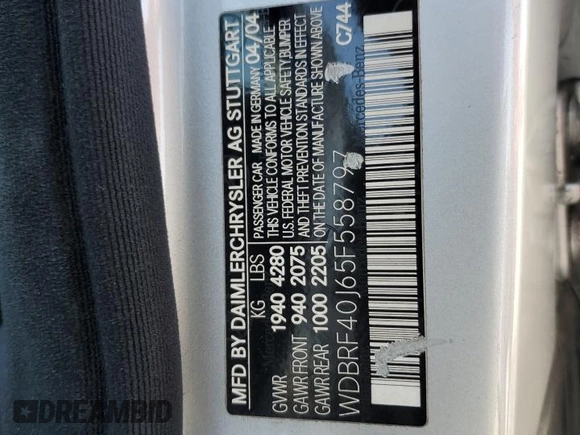 MFD BY DAIMLERCHRYSLER AG STUTTGART
PASSENGER CAR MADE IN GERMANY 04/04
KG LBS
GVWR 1940 4280
GAWR FRONT 940 2075
GAWR REAR 1000 2205
THIS VEHICLE CONFORMS TO ALL APPLICABLE
U.S. FEDERAL MOTOR VEHICLE SAFETY, BUMPER
AND THEFT PREVENTION STANDARDS IN EFFECT
ON THE DATE OF MANUFACTURE SHOWN ABOVE
WDBRF40J65F558797
C744
Mercedes-Benz
DREAMBID